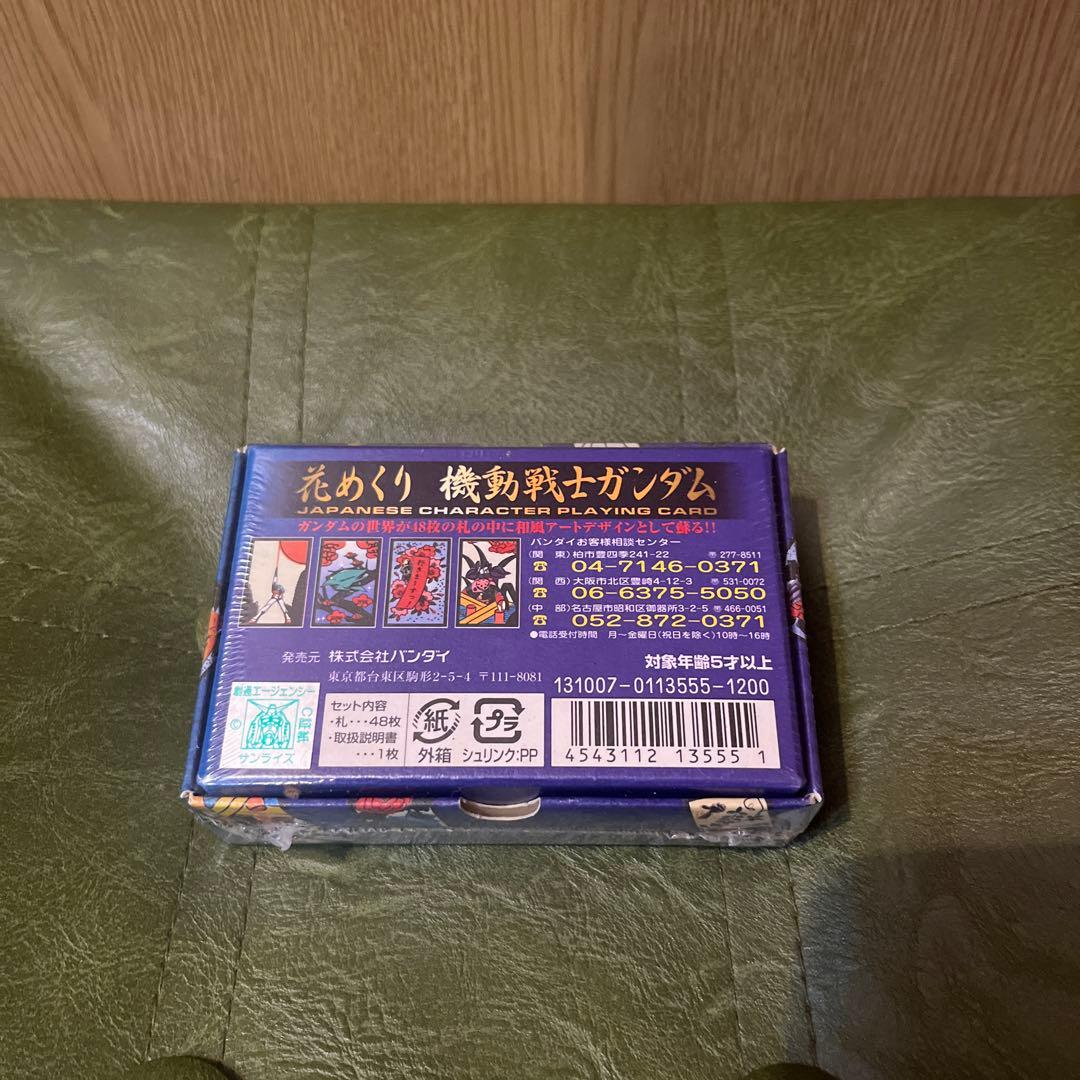 花めくり 機動戦士ガンダム
JAPANESE CHARACTER PLAYING CARD
ガンダムの世界が48枚の札の中に和風アートデザインとして蘇る!!
バンダイお客様相談センター
(関 東)柏市豊四季241-22 〠277-8511
☎ 04-7146-0371
(関 西)大阪市北区豊崎4-12-3 〠531-0072
☎ 06-6375-5050
(中 部)名古屋市昭和区御器所3-2-5 〠466-0051
☎ 052-872-0371
●電話受付時間 月~金曜日(祝日を除く)10時~16時
発売元 株式会社バンダイ
東京都台東区駒形2-5-4 〒111-8081
対象年齢5才以上
131007-0113555-1200
創通エージェンシー
©
サンライズ
セット内容
・札・・・48枚
・取扱説明書
・・・1枚
紙
外箱
プラ
シュリンク:PP
4543112 13555 1